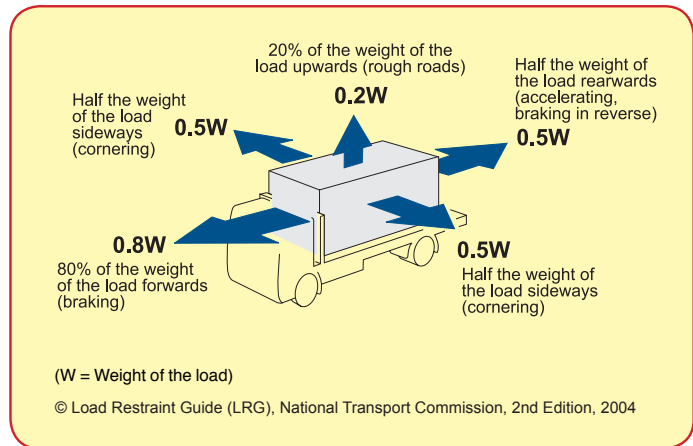 20% of the weight of the
load upwards (rough roads)
0.2W
Half the weight of
the load rearwards
(accelerating,
braking in reverse)
0.5W
Half the weight
of the load
sideways
(cornering)
0.5W
0.8W
80% of the weight
of the load forwards
(braking)
0.5W
Half the weight of
the load sideways
(cornering)
(W = Weight of the load)
© Load Restraint Guide (LRG), National Transport Commission, 2nd Edition, 2004